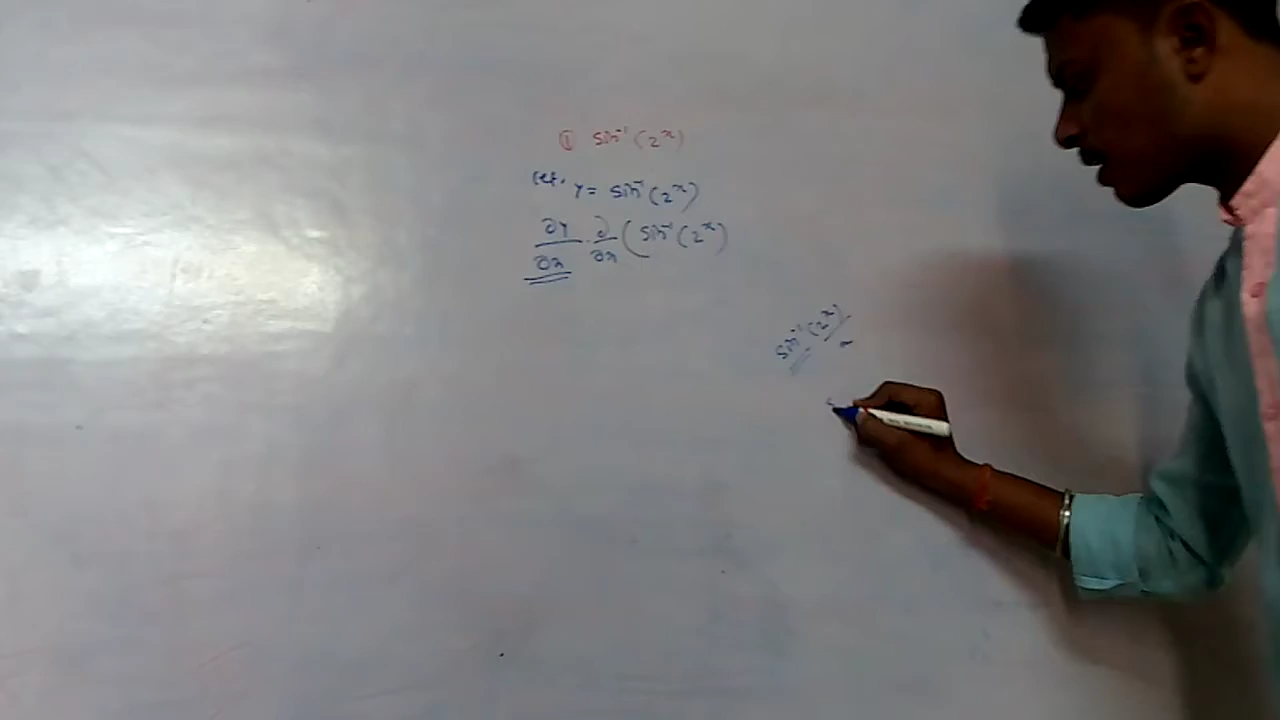 ① sin⁻¹(2ˣ)
Let. y = sin⁻¹(2ˣ)
∂y/∂x . ∂/∂x (sin⁻¹(2ˣ)
sin⁻¹(2ˣ)